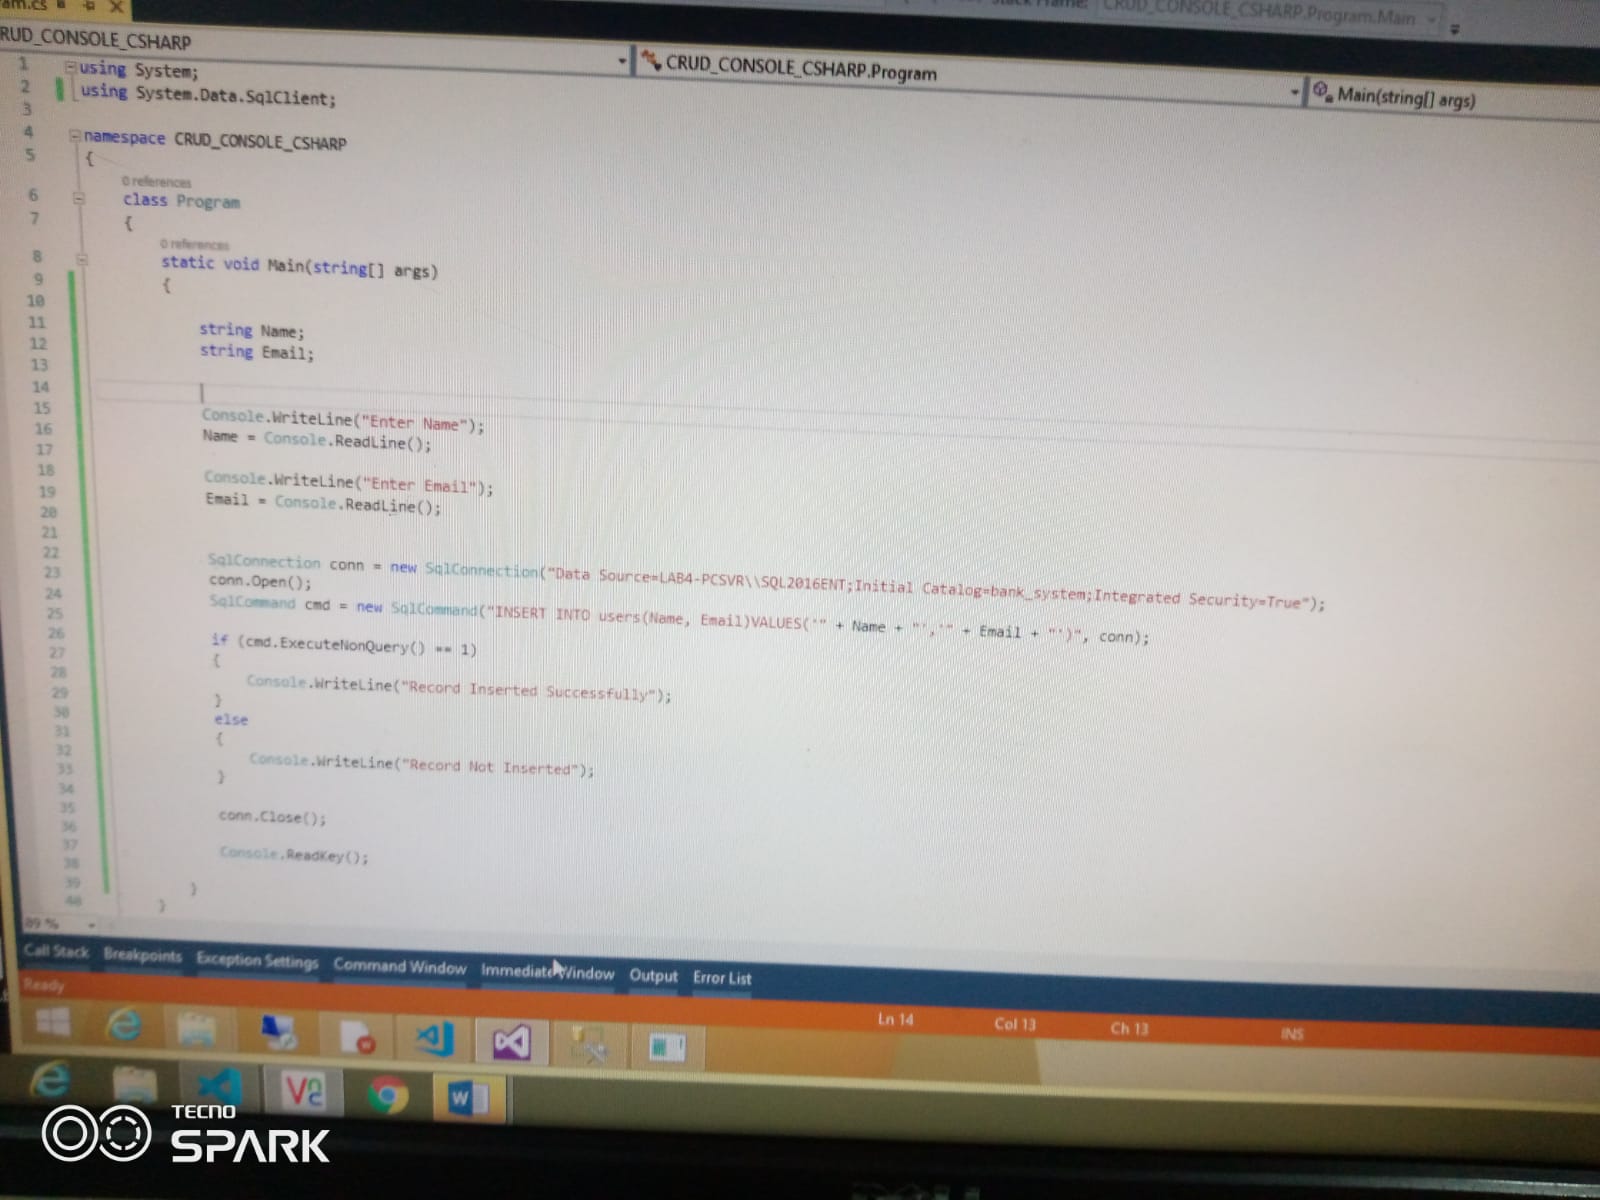 am.cs
Stack Frame: CRUD_CONSOLE_CSHARP.Program.Main
RUD_CONSOLE_CSHARP
CRUD_CONSOLE_CSHARP.Program
Main(string[] args)
1 using System;
2 using System.Data.SqlClient;
3
4 namespace CRUD_CONSOLE_CSHARP
5 {
0 references
6 class Program
7 {
0 references
8 static void Main(string[] args)
9 {
10
11 string Name;
12 string Email;
13
14
15 Console.WriteLine("Enter Name");
16 Name = Console.ReadLine();
17
18 Console.WriteLine("Enter Email");
19 Email = Console.ReadLine();
20
21
22 SqlConnection conn = new SqlConnection("Data Source=LAB4-PCSVR\\SQL2016ENT;Initial Catalog=bank_system;Integrated Security=True");
23 conn.Open();
24 SqlCommand cmd = new SqlCommand("INSERT INTO users(Name, Email)VALUES('" + Name + "','" + Email + "')", conn);
25
26 if (cmd.ExecuteNonQuery() == 1)
27 {
28 Console.WriteLine("Record Inserted Successfully");
29 }
30 else
31 {
32 Console.WriteLine("Record Not Inserted");
33 }
34
35 conn.Close();
36
37 Console.ReadKey();
38
39 }
40 }
89 %
Call Stack Breakpoints Exception Settings Command Window Immediate Window Output Error List
Ready Ln 14 Col 13 Ch 13 INS
TECNO
SPARK